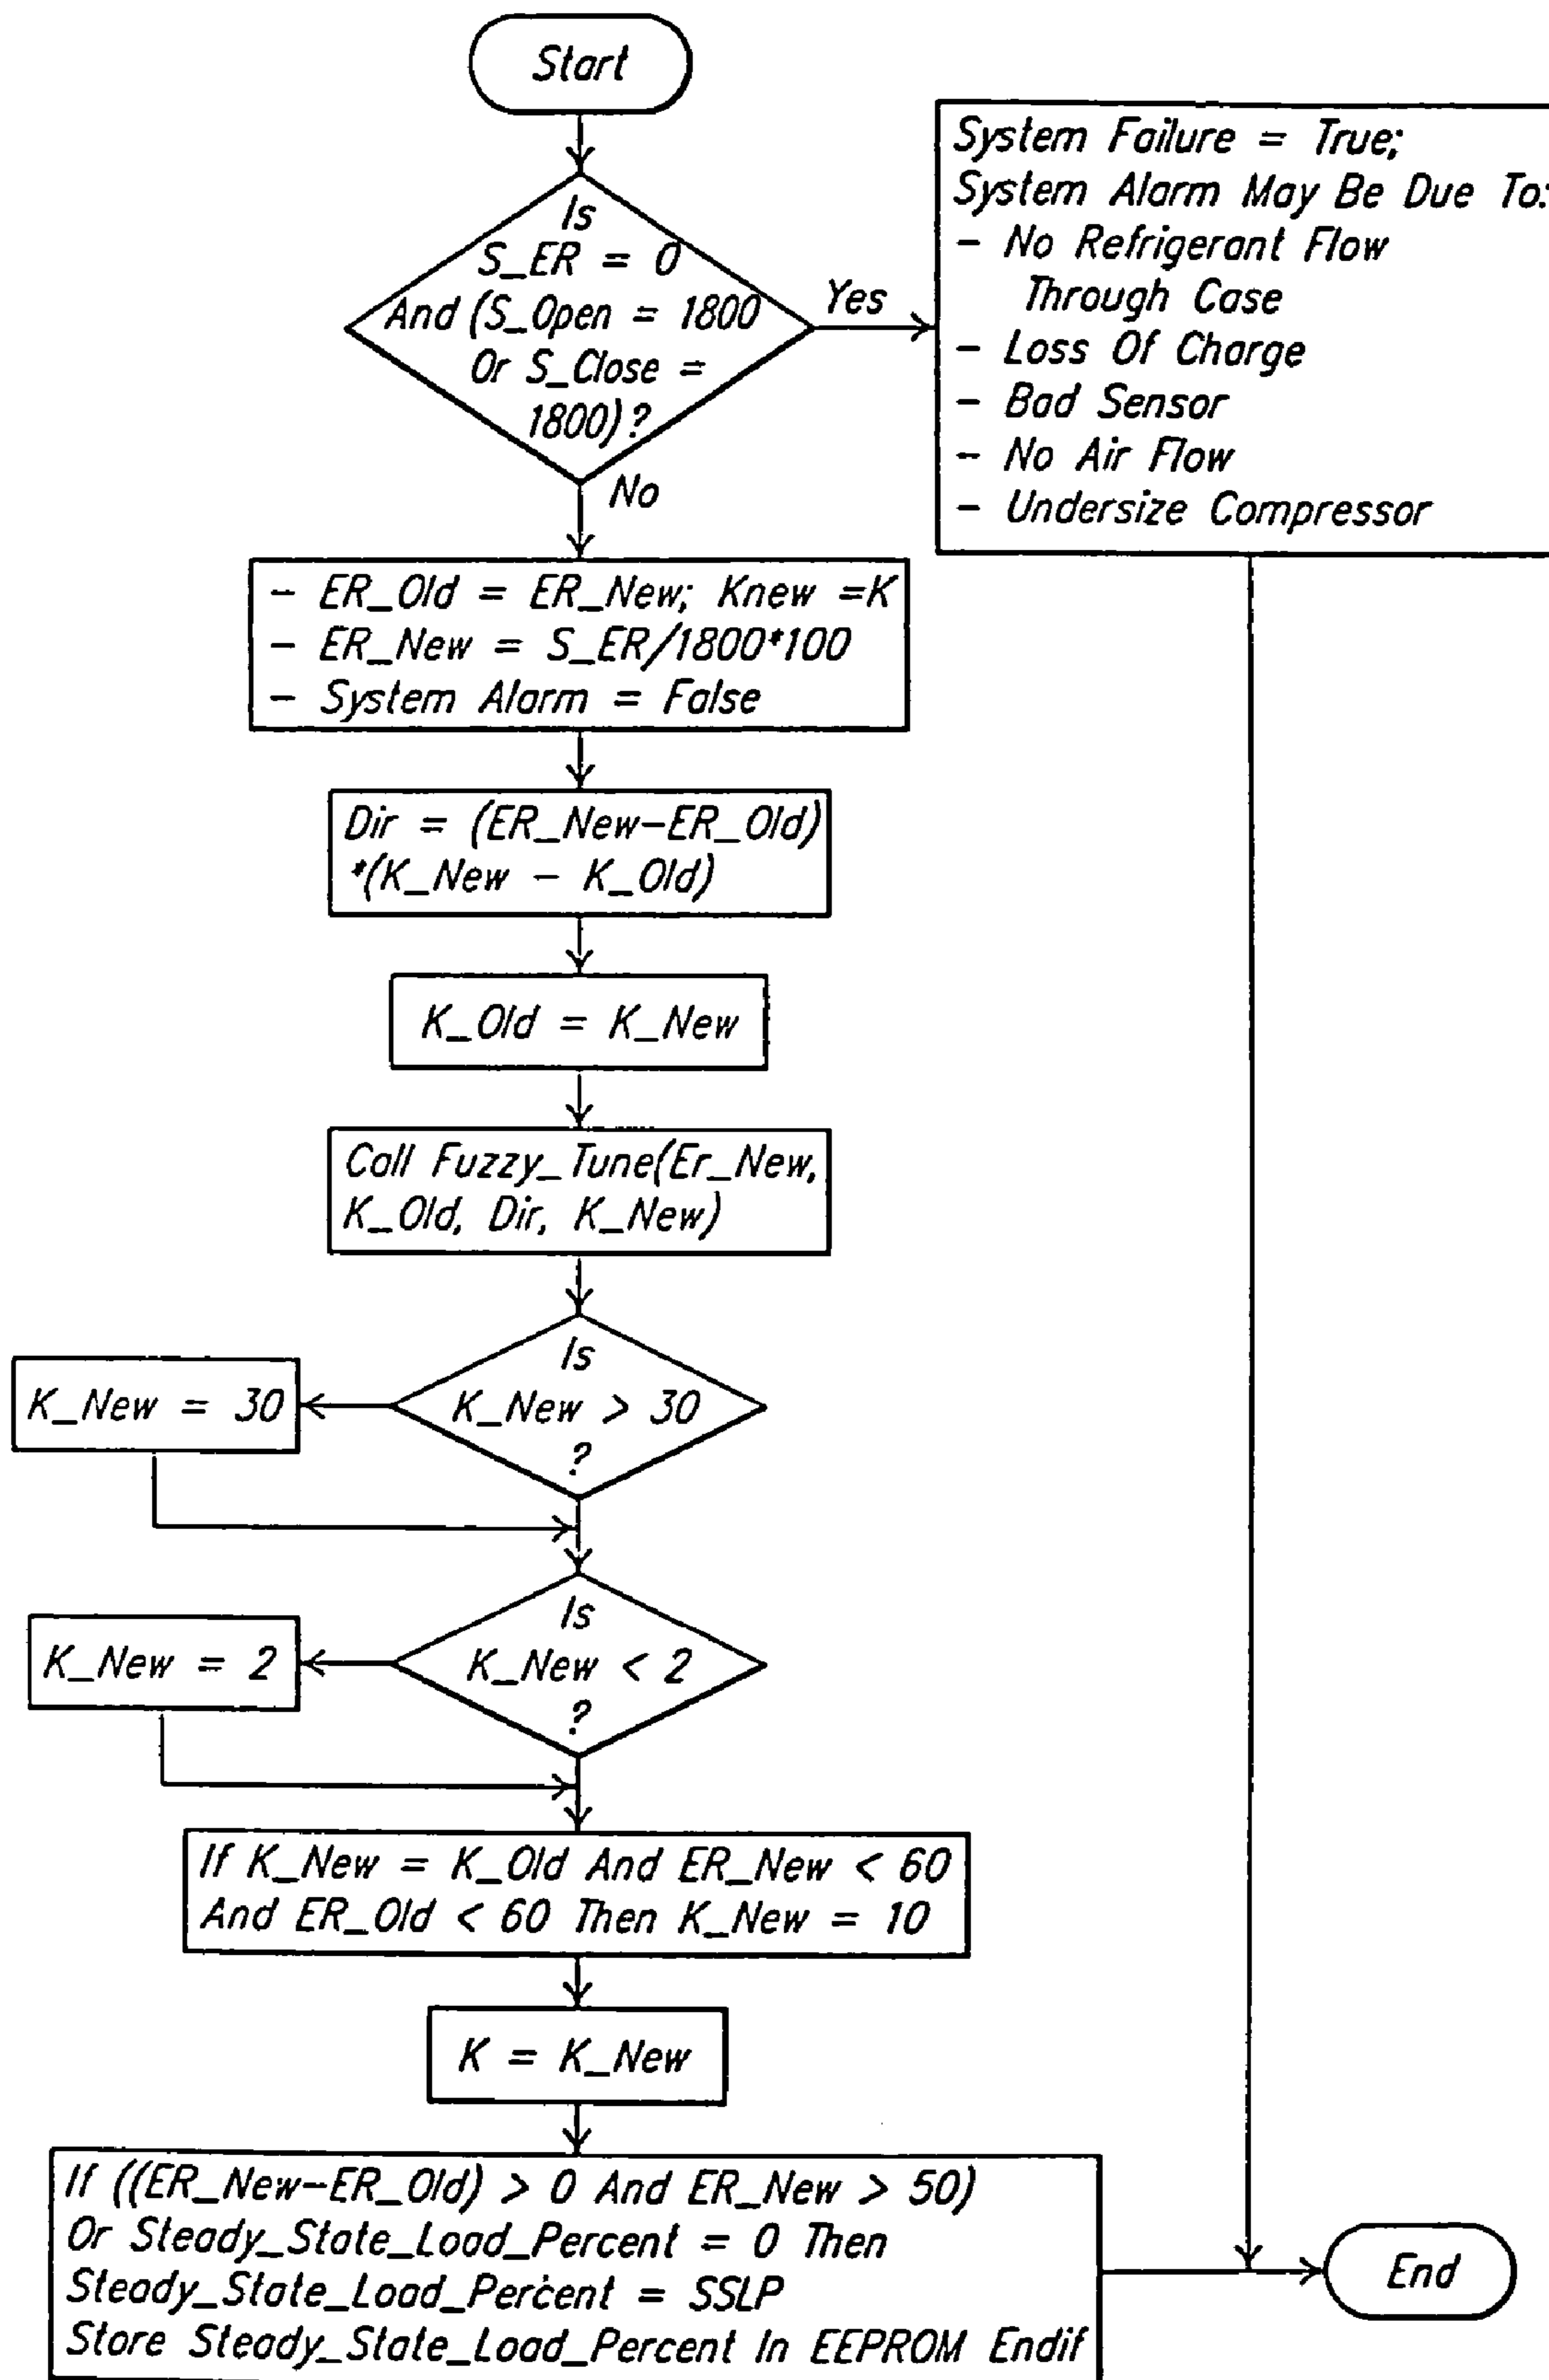 Start
Is
S_ER = 0
And (S_Open = 1800
Or S_Close =
1800)?
Yes
System Failure = True;
System Alarm May Be Due To:
- No Refrigerant Flow
Through Case
- Loss Of Charge
- Bad Sensor
- No Air Flow
- Undersize Compressor
No
- ER_Old = ER_New; Knew =K
- ER_New = S_ER/1800*100
- System Alarm = False
Dir = (ER_New-ER_Old)
*(K_New - K_Old)
K_Old = K_New
Call Fuzzy_Tune(Er_New,
K_Old, Dir, K_New)
Is
K_New > 30
?
K_New = 30
Is
K_New < 2
?
K_New = 2
If K_New = K_Old And ER_New < 60
And ER_Old < 60 Then K_New = 10
K = K_New
If ((ER_New-ER_Old) > 0 And ER_New > 50)
Or Steady_State_Load_Percent = 0 Then
Steady_State_Load_Percent = SSLP
Store Steady_State_Load_Percent In EEPROM Endif
End